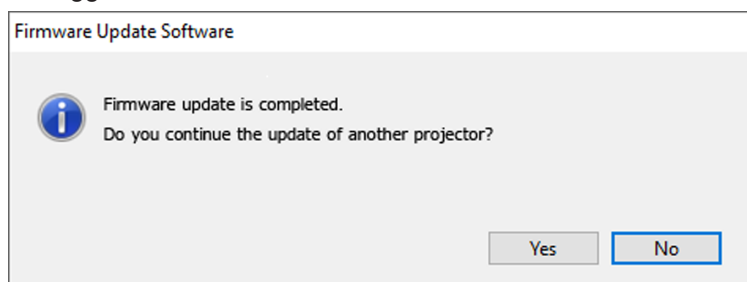 Firmware Update Software
Firmware update is completed.
Do you continue the update of another projector?
Yes No